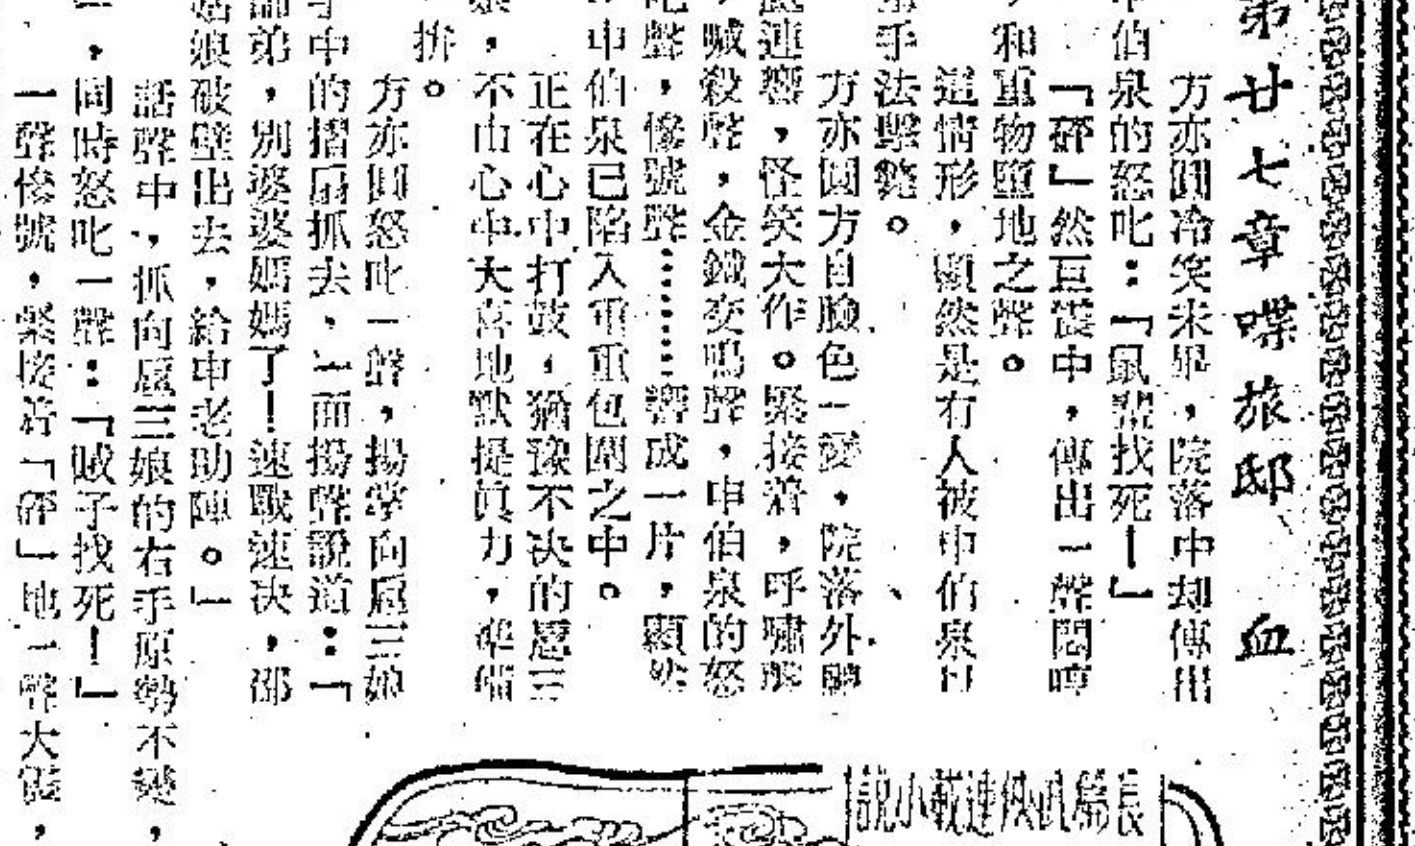 第廿七章喋旅邸 血
方亦圓冷笑未畢，院落中却傳出
申伯泉的怒叱：「鼠輩找死！」
「砰」然巨震中，傳出一聲悶哼
，和重物墮地之聲。
這情形，顯然是有人被申伯泉以
手法擊斃。
方亦圓方自臉色一變，院落外
連響，怪笑大作。緊接着，呼嘯聲
，喊殺聲，金鐵交鳴聲，申伯泉的怒
叱聲，慘號聲……響成一片，顯然
申伯泉已陷入重重包圍之中。
正在心中打鼓，猶豫不決的盧三
娘，不由心中大喜地默提真力，準備
一拚。
方亦圓怒叱一聲，揚掌向盧三娘
手中的摺扇抓去，一面揚聲說道：「
弟，別婆婆媽媽了！速戰速決，邵
姑娘破壁出去，給申老助陣。」
話聲中，抓向盧三娘的右手原勢不變，
，同時怒叱一聲：「賊子找死！」
一聲慘號，緊接着「砰」地一聲大震，
長篇武俠連載小說